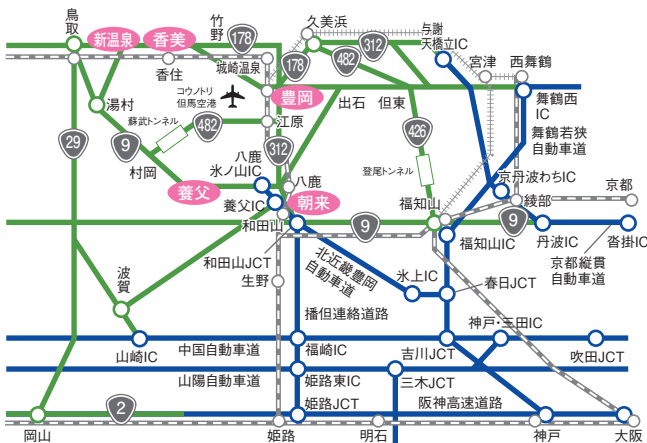 鳥取
新温泉
香美
竹野
178
久美浜
与謝
天橋立IC
312
482
178
宮津
西舞鶴
香住
城崎温泉
コウノトリ
但馬空港
豊岡
出石
但東
舞鶴西
IC
舞鶴若狭
自動車道
湯村
蘇武トンネル
482
江原
29
9
村岡
312
426
八鹿
氷ノ山IC
八鹿
登尾トンネル
京丹波わちIC
養父
養父IC
朝来
福知山
綾部
京都
和田山
9
9
福知山IC
丹波IC
沓掛IC
和田山JCT
北近畿豊岡
自動車道
京都縦貫
自動車道
波賀
生野
氷上IC
春日JCT
播但連絡道路
神戸・三田IC
山崎IC
中国自動車道
福崎IC
吉川JCT
吹田JCT
山陽自動車道
姫路東IC
三木JCT
2
姫路JCT
阪神高速道路
岡山
姫路
明石
神戸
大阪